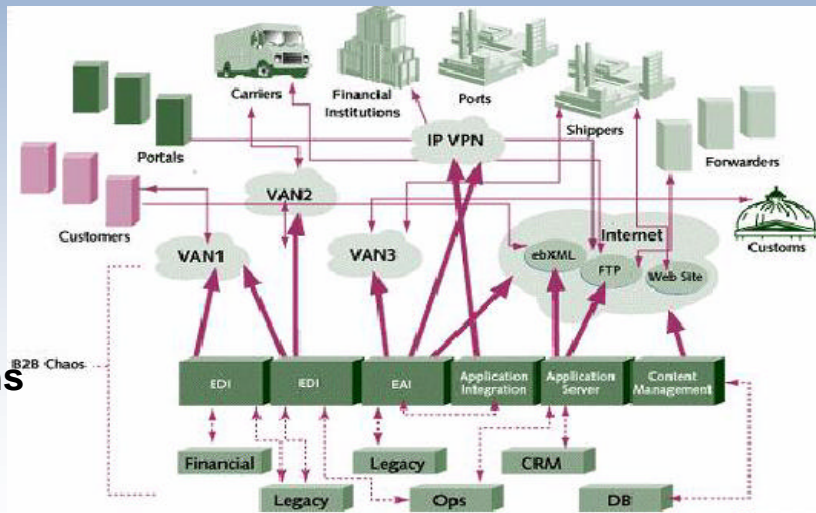 Carriers
Financial
Institutions
Ports
Shippers
Portals
IP VPN
Forwarders
VAN2
Customers
VAN1
VAN3
Internet
ebXML
FTP
Web Site
Customs
B2B Chaos
EDI
EDI
EAI
Application
Integration
Application
Server
Content
Management
Financial
Legacy
CRM
Legacy
Ops
DB